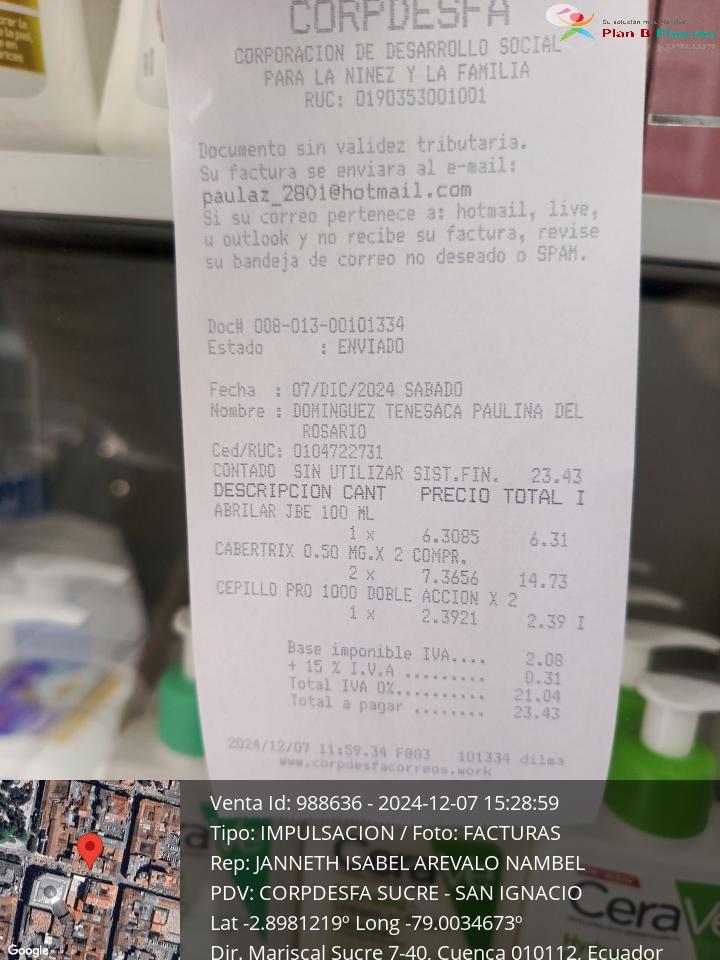 CORPDESFA
CORPORACION DE DESARROLLO SOCIAL
PARA LA NINEZ Y LA FAMILIA
RUC: 0190353001001
Documento sin validez tributaria.
Su factura se enviara al e-mail:
paulaz_2801@hotmail.com
Si su correo pertenece a: hotmail, live,
u outlook y no recibe su factura, revise
su bandeja de correo no deseado o SPAM.
Doc# 008-013-00101334
Estado : ENVIADO
Fecha : 07/DIC/2024 SABADO
Nombre : DOMINGUEZ TENESACA PAULINA DEL
ROSARIO
Ced/RUC: 0104722731
CONTADO SIN UTILIZAR SIST.FIN. 23.43
DESCRIPCION CANT PRECIO TOTAL I
ABRILAR JBE 100 ML
1 x 6.3085 6.31
CABERTRIX 0.50 MG.X 2 COMPR.
2 x 7.3656 14.73
CEPILLO PRO 1000 DOBLE ACCION X 2
1 x 2.3921 2.39 I
Base imponible IVA.... 2.08
+ 15 % I.V.A ......... 0.31
Total IVA 0%.......... 21.04
Total a pagar ........ 23.43
2024/12/07 11:59.34 F083 101334 dilma
www.corpdesfacorreos.work
Plan B Pharma
CeraVe
Venta Id: 988636 - 2024-12-07 15:28:59
Tipo: IMPULSACION / Foto: FACTURAS
Rep: JANNETH ISABEL AREVALO NAMBEL
PDV: CORPDESFA SUCRE - SAN IGNACIO
Lat -2.8981219º Long -79.0034673º
Dir. Mariscal Sucre 7-40, Cuenca 010112, Ecuador
Google